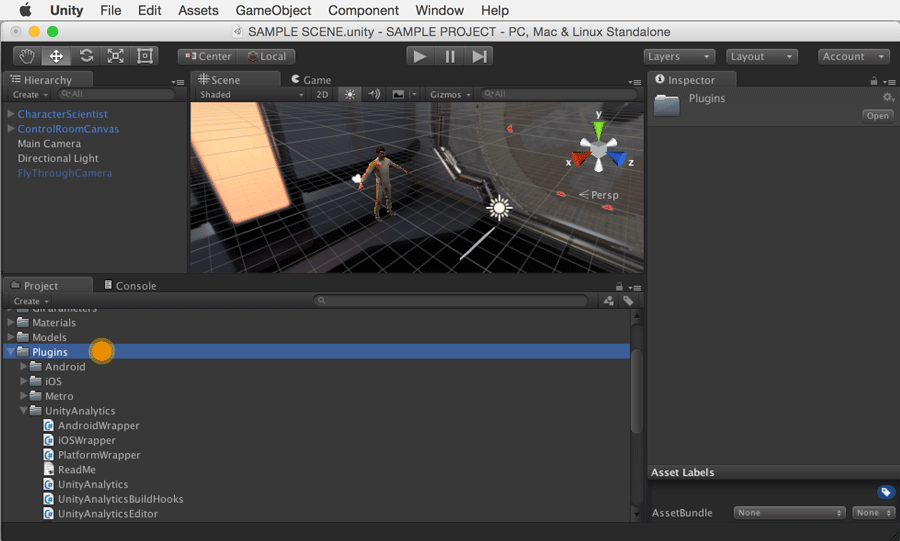 Unity File Edit Assets GameObject Component Window Help
SAMPLE SCENE.unity - SAMPLE PROJECT - PC, Mac & Linux Standalone
Center Local Layers Layout Account
Hierarchy
Create All
CharacterScientist
ControlRoomCanvas
Main Camera
Directional Light
FlyThroughCamera
Scene Game
Shaded 2D Gizmos All
y
x z
Persp
Inspector
Plugins
Open
Project Console
Create
GIParameters
Materials
Models
Plugins
Android
iOS
Metro
UnityAnalytics
AndroidWrapper
iOSWrapper
PlatformWrapper
ReadMe
UnityAnalytics
UnityAnalyticsBuildHooks
UnityAnalyticsEditor
Asset Labels
AssetBundle None None